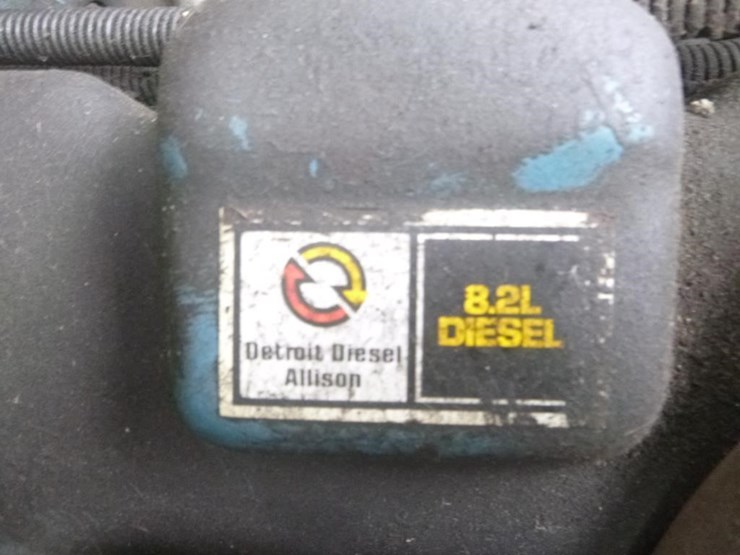 Detroit Diesel
Allison
8.2L
DIESEL